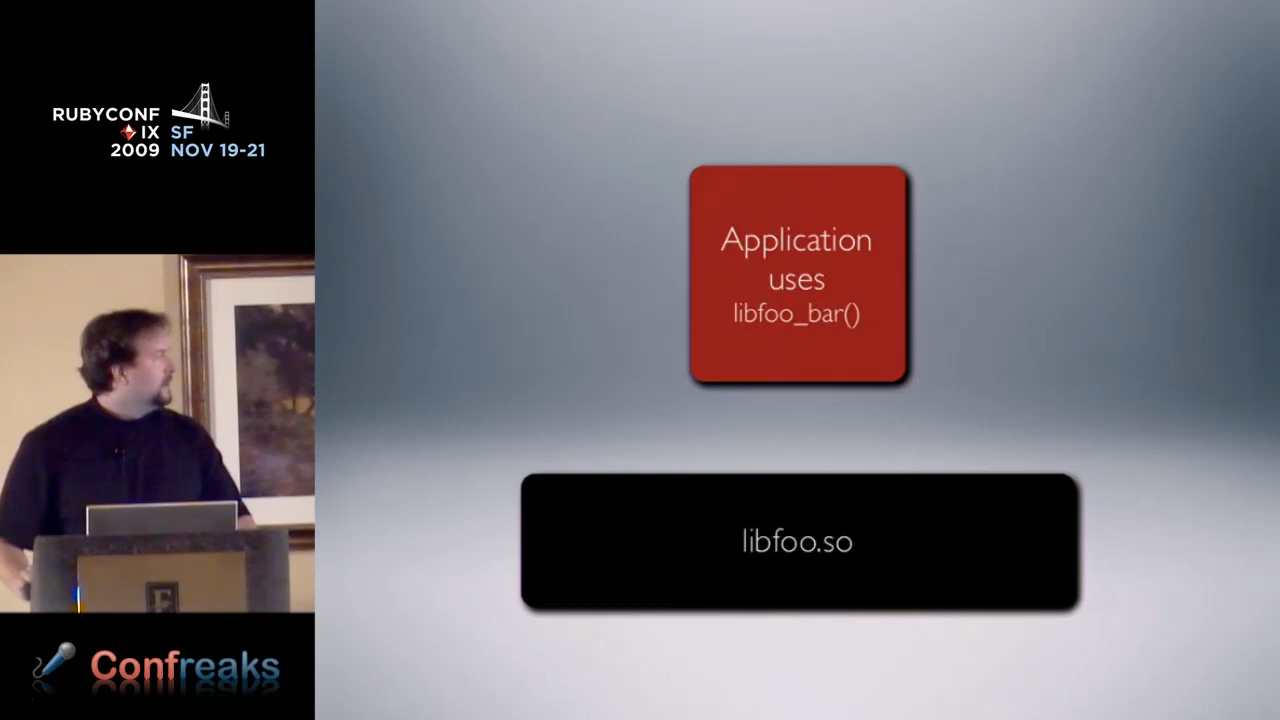 RUBYCONF
IX SF
2009 NOV 19-21
Application
uses
libfoo_bar()
libfoo.so
Confreaks